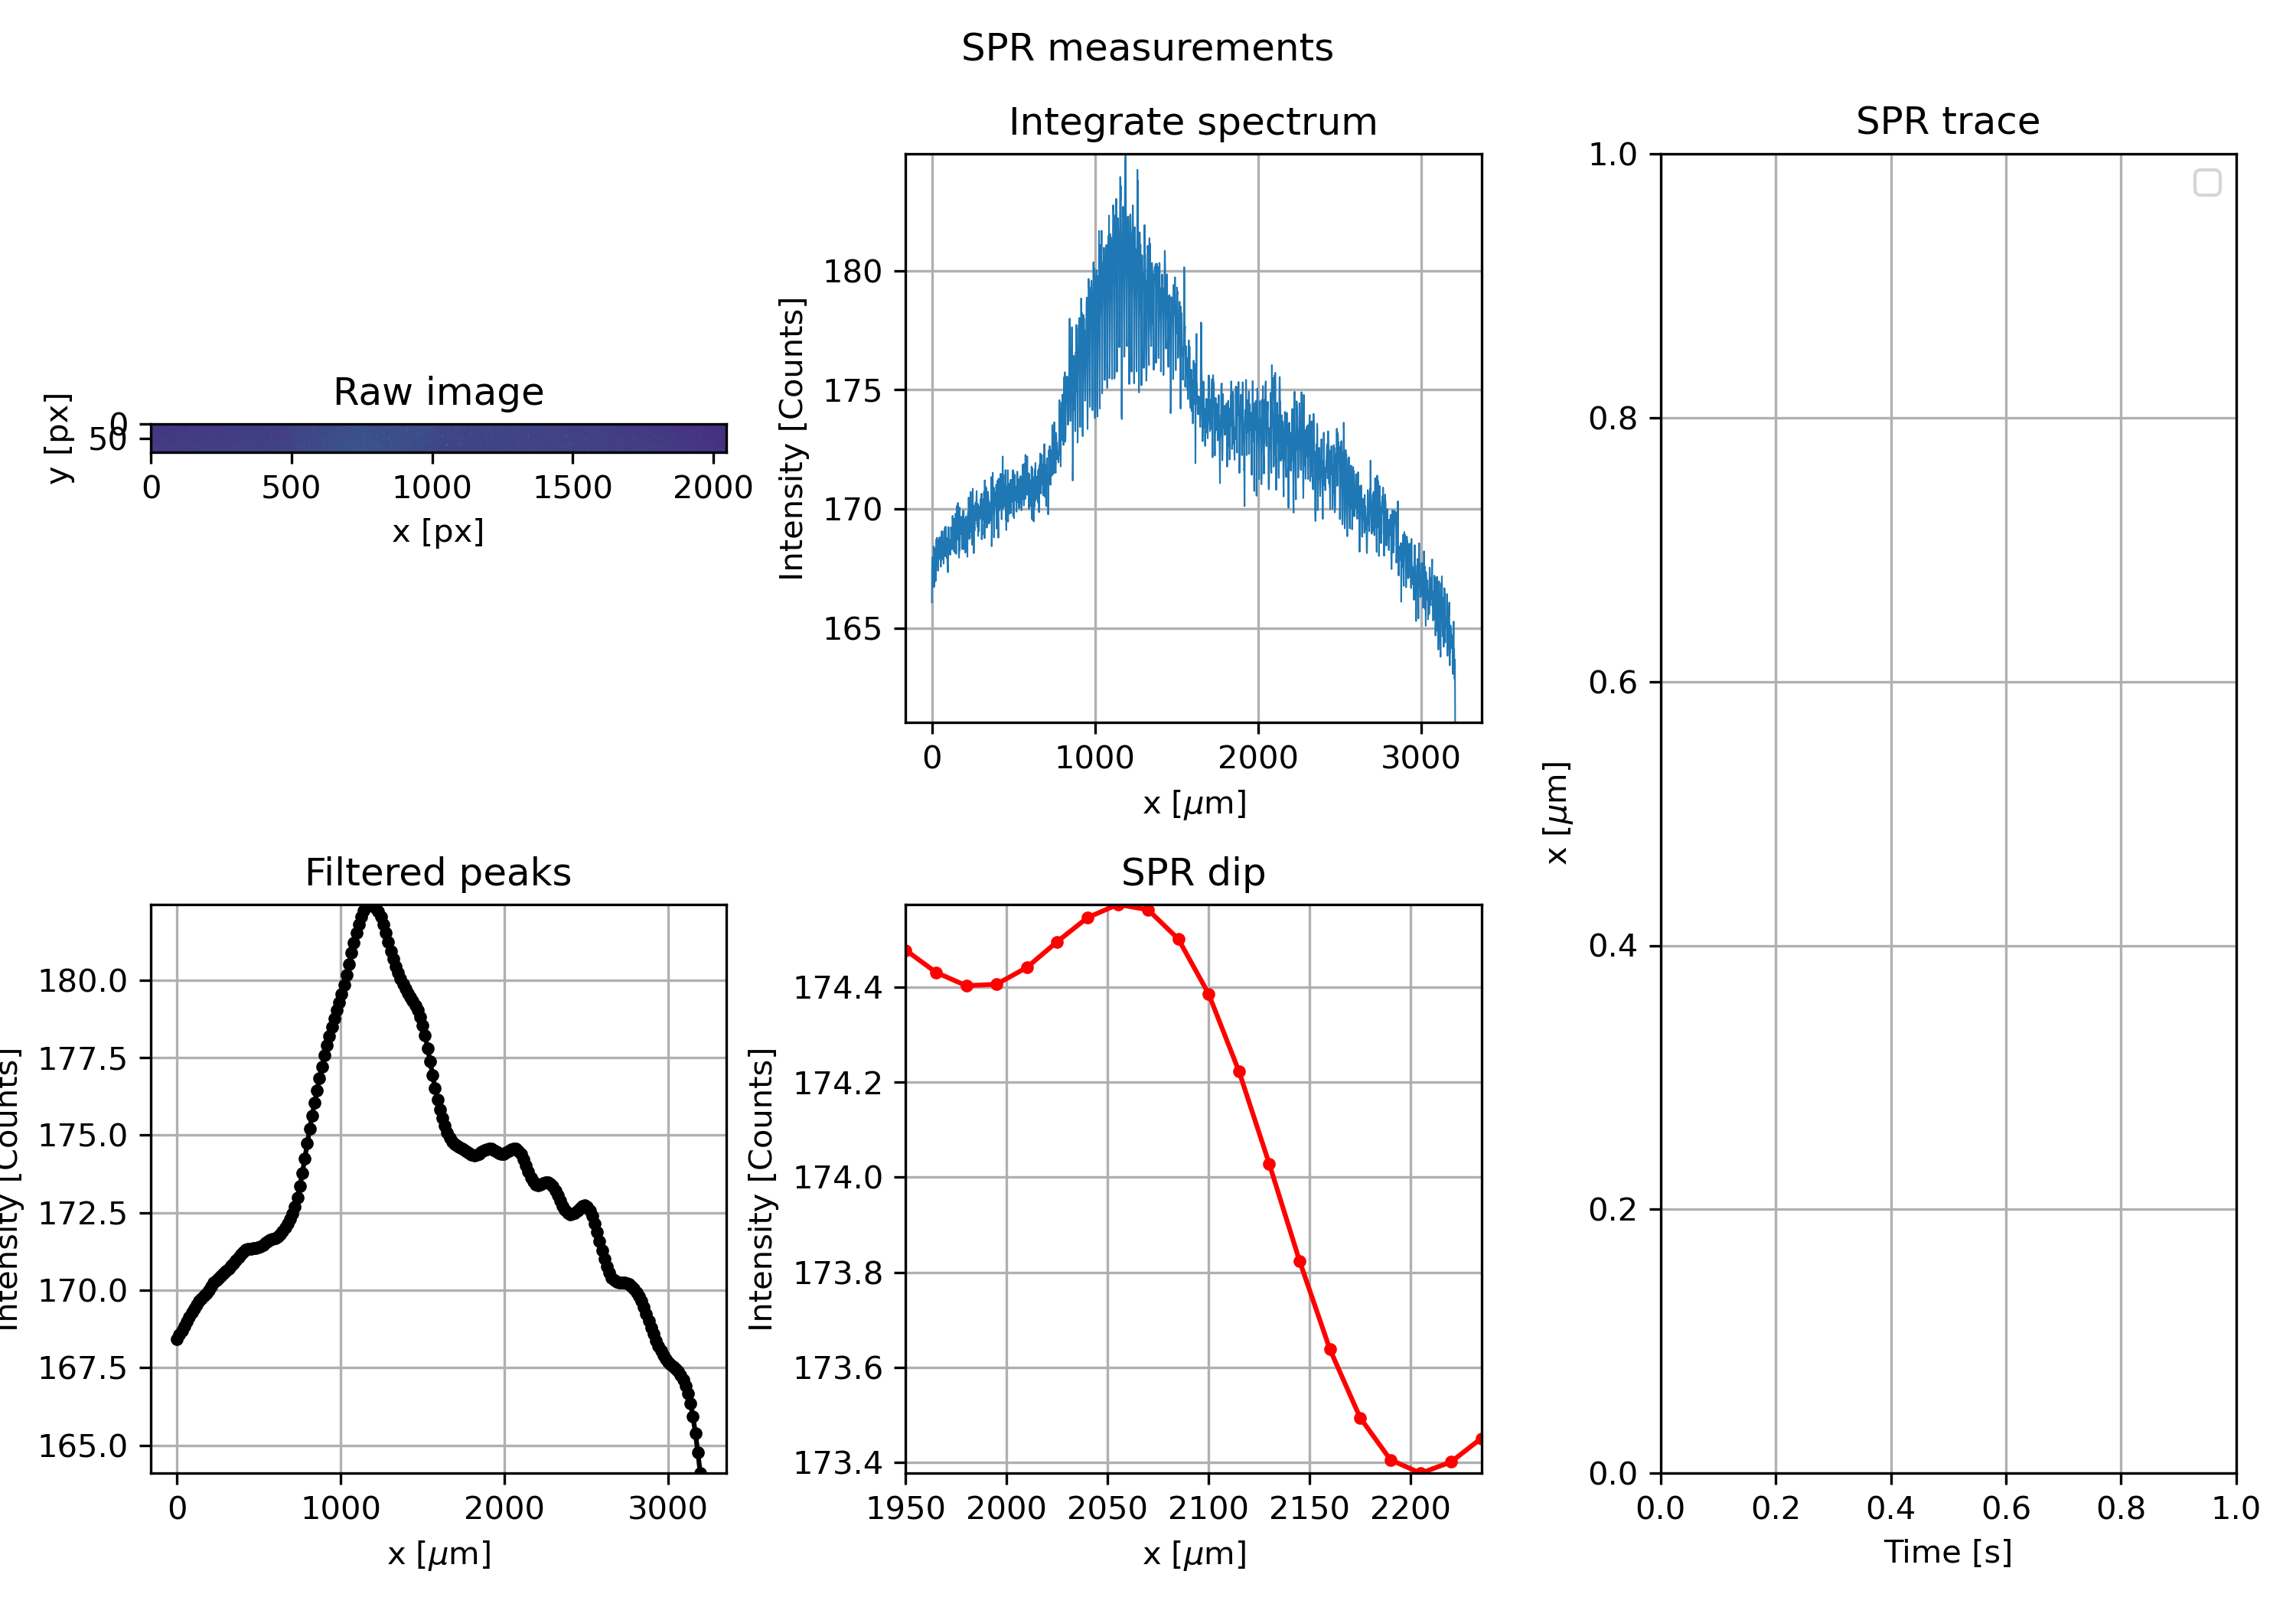 SPR measurements
Raw image
y [px]
0
50
0 500 1000 1500 2000
x [px]
Integrate spectrum
Intensity [Counts]
180
175
170
165
0 1000 2000 3000
x [μm]
SPR trace
x [μm]
1.0
0.8
0.6
0.4
0.2
0.0
0.0 0.2 0.4 0.6 0.8 1.0
Time [s]
Filtered peaks
Intensity [Counts]
180.0
177.5
175.0
172.5
170.0
167.5
165.0
0 1000 2000 3000
x [μm]
SPR dip
Intensity [Counts]
174.4
174.2
174.0
173.8
173.6
173.4
1950 2000 2050 2100 2150 2200
x [μm]